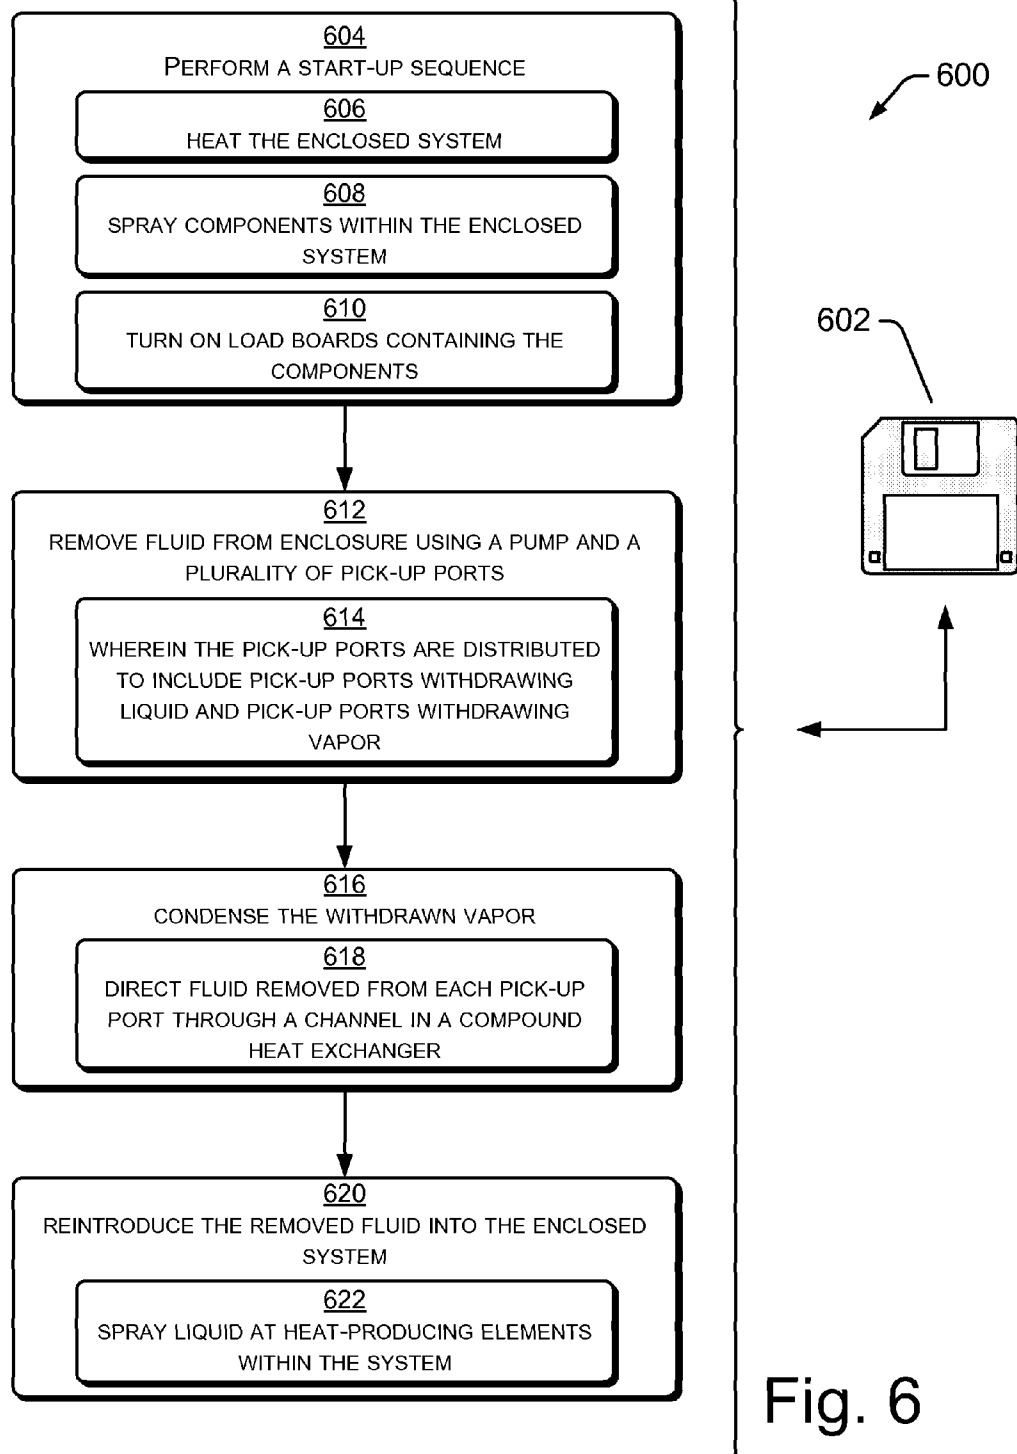 604
PERFORM A START-UP SEQUENCE
606
HEAT THE ENCLOSED SYSTEM
608
SPRAY COMPONENTS WITHIN THE ENCLOSED
SYSTEM
610
TURN ON LOAD BOARDS CONTAINING THE
COMPONENTS
612
REMOVE FLUID FROM ENCLOSURE USING A PUMP AND A
PLURALITY OF PICK-UP PORTS
614
WHEREIN THE PICK-UP PORTS ARE DISTRIBUTED
TO INCLUDE PICK-UP PORTS WITHDRAWING
LIQUID AND PICK-UP PORTS WITHDRAWING
VAPOR
616
CONDENSE THE WITHDRAWN VAPOR
618
DIRECT FLUID REMOVED FROM EACH PICK-UP
PORT THROUGH A CHANNEL IN A COMPOUND
HEAT EXCHANGER
620
REINTRODUCE THE REMOVED FLUID INTO THE ENCLOSED
SYSTEM
622
SPRAY LIQUID AT HEAT-PRODUCING ELEMENTS
WITHIN THE SYSTEM
600
602
Fig. 6